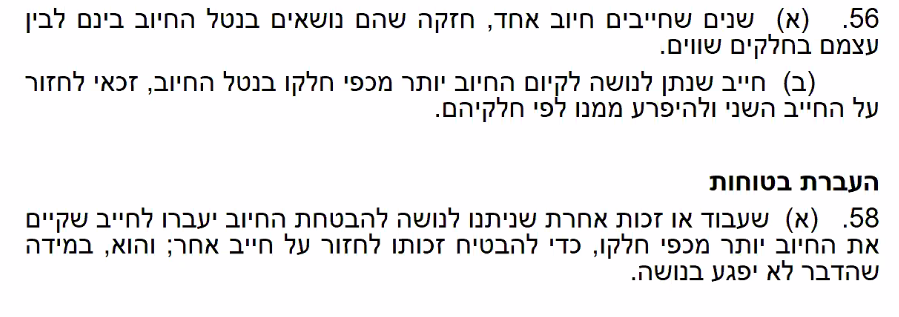 56. (א) שנים שחייבים חיוב אחד, חזקה שהם נושאים בנטל החיוב בינם לבין
עצמם בחלקים שווים.
(ב) חייב שנתן לנושה לקיום החיוב יותר מכפי חלקו בנטל החיוב, זכאי לחזור
על החייב השני ולהיפרע ממנו לפי חלקיהם.
העברת בטוחות
58. (א) שעבוד או זכות אחרת שניתנו לנושה להבטחת החיוב יעברו לחייב שקיים
את החיוב יותר מכפי חלקו, כדי להבטיח זכותו לחזור על חייב אחר; והוא, במידה
שהדבר לא יפגע בנושה.